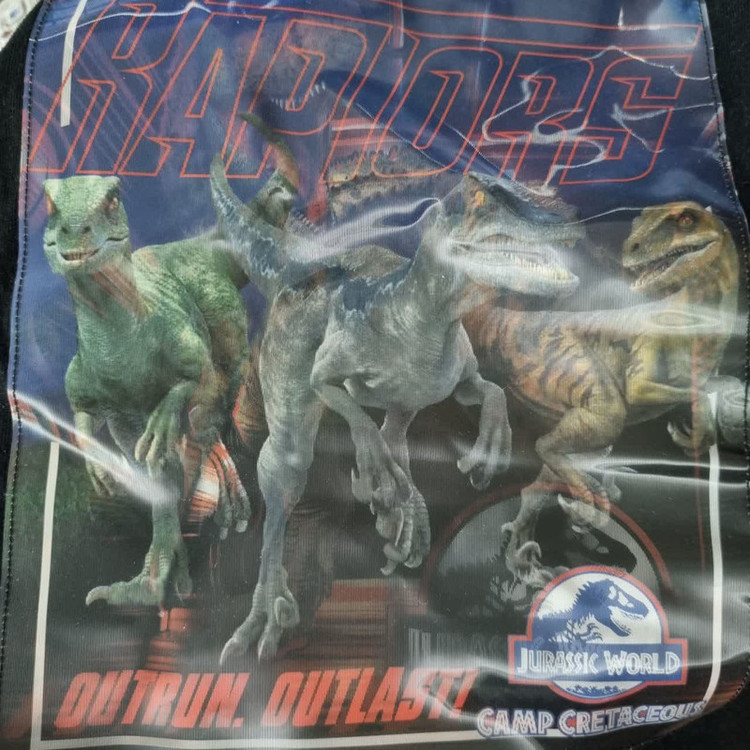 RAPTORS
OUTRUN. OUTLAST!
JURASSIC WORLD
CAMP CRETACEOUS